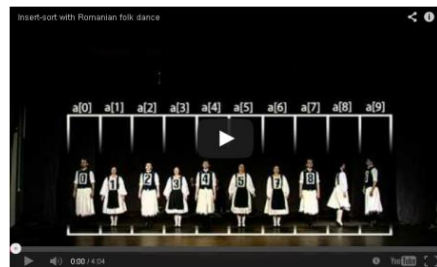 Insert-sort with Romanian folk dance
a[0] a[1] a[2] a[3] a[4] a[5] a[6] a[7] a[8] a[9]
0 1 2 3 4 5 7 8
0:00 / 4:04
YouTube